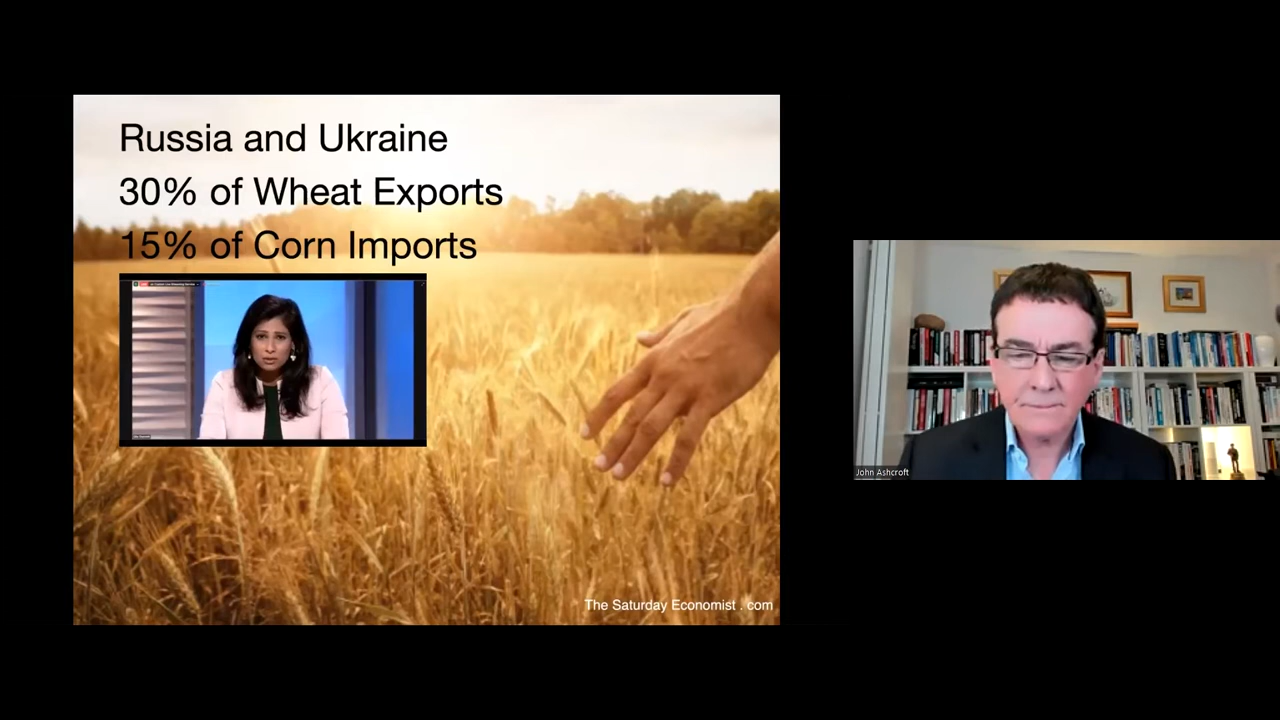 Russia and Ukraine
30% of Wheat Exports
15% of Corn Imports
The Saturday Economist . com
John Ashcroft